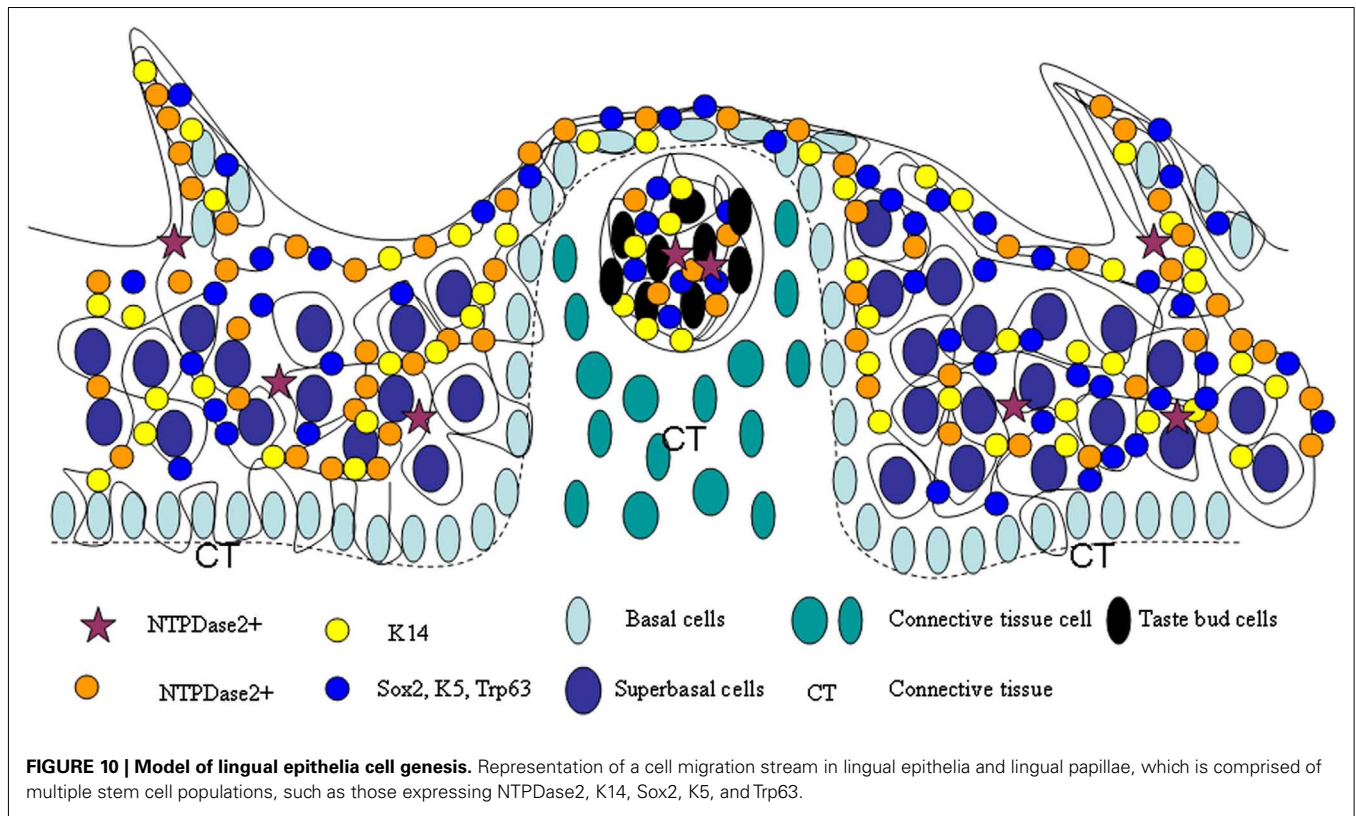 CT
CT
CT
NTPDase2+
K14
Basal cells
Connective tissue cell
Taste bud cells
NTPDase2+
Sox2, K5, Trp63
Superbasal cells
CT
Connective tissue
FIGURE 10 | Model of lingual epithelia cell genesis. Representation of a cell migration stream in lingual epithelia and lingual papillae, which is comprised of
multiple stem cell populations, such as those expressing NTPDase2, K14, Sox2, K5, and Trp63.